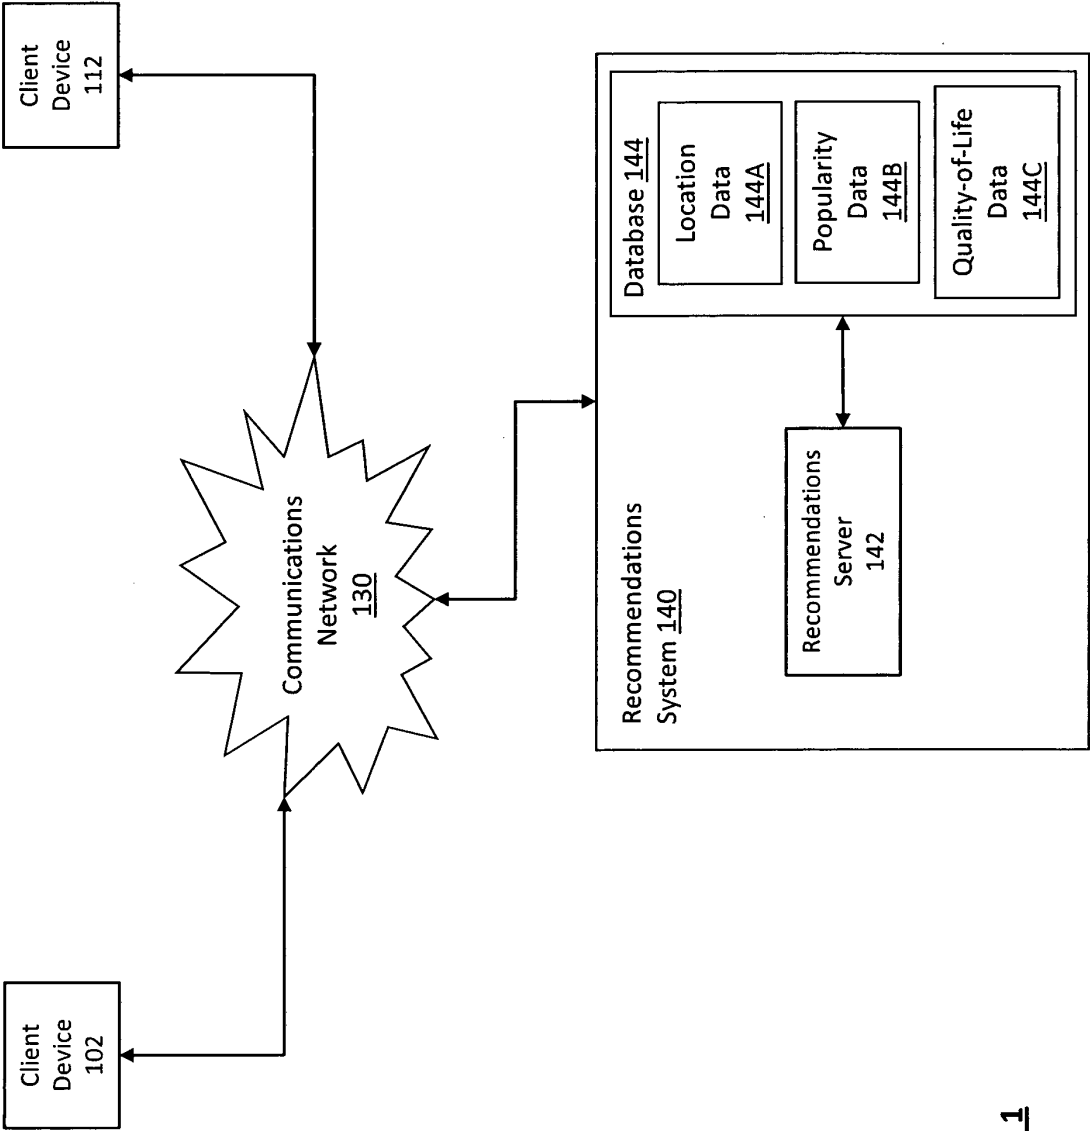 Client
Device
102
Client
Device
112
Communications
Network
130
Recommendations
System 140
Recommendations
Server
142
Database 144
Location
Data
144A
Popularity
Data
144B
Quality-of-Life
Data
144C
1